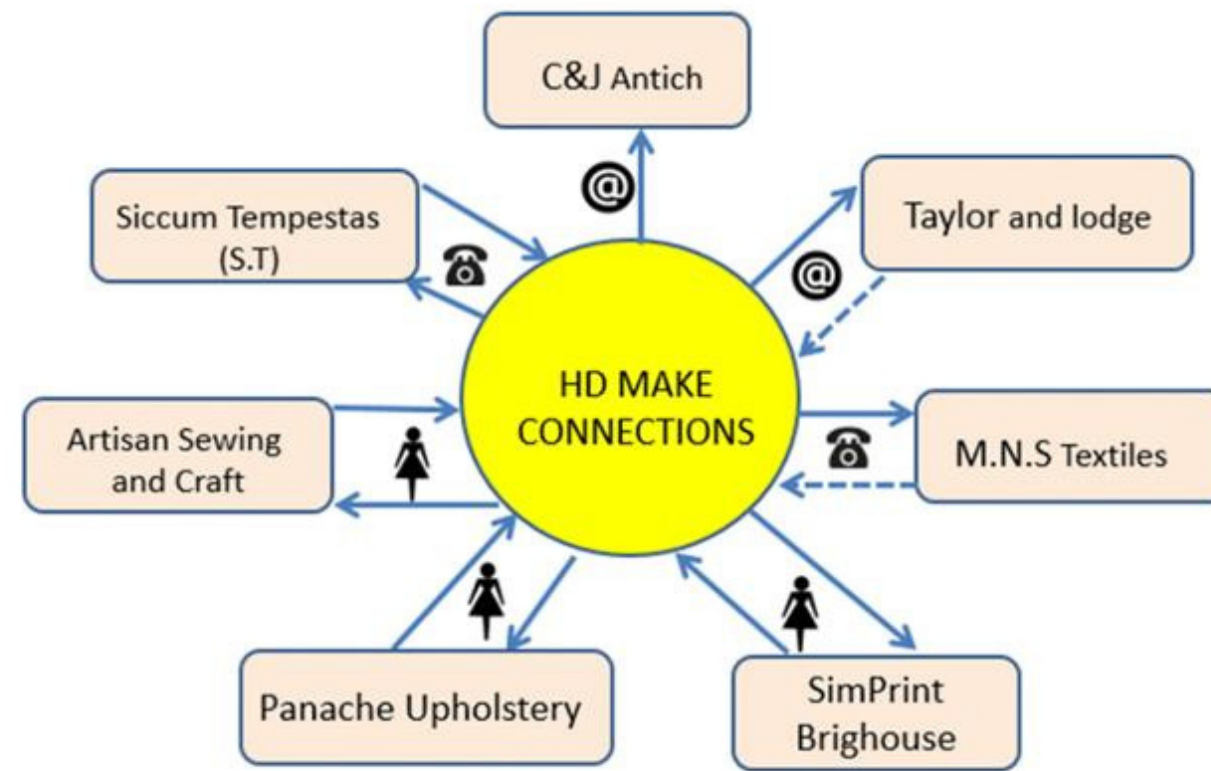 C&J Antich
Siccum Tempestas
(S.T)
Taylor and lodge
HD MAKE
CONNECTIONS
Artisan Sewing
and Craft
M.N.S Textiles
Panache Upholstery
SimPrint
Brighouse
@
@